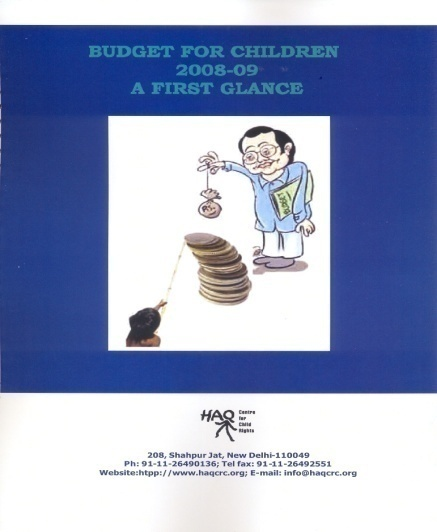 BUDGET FOR CHILDREN
2008-09
A FIRST GLANCE
BUDGET
HAQ Centre
for
Child
Rights
208, Shahpur Jat, New Delhi-110049
Ph: 91-11-26490136; Tel fax: 91-11-26492551
Website:htpp://www.haqcrc.org; E-mail: info@haqcrc.org